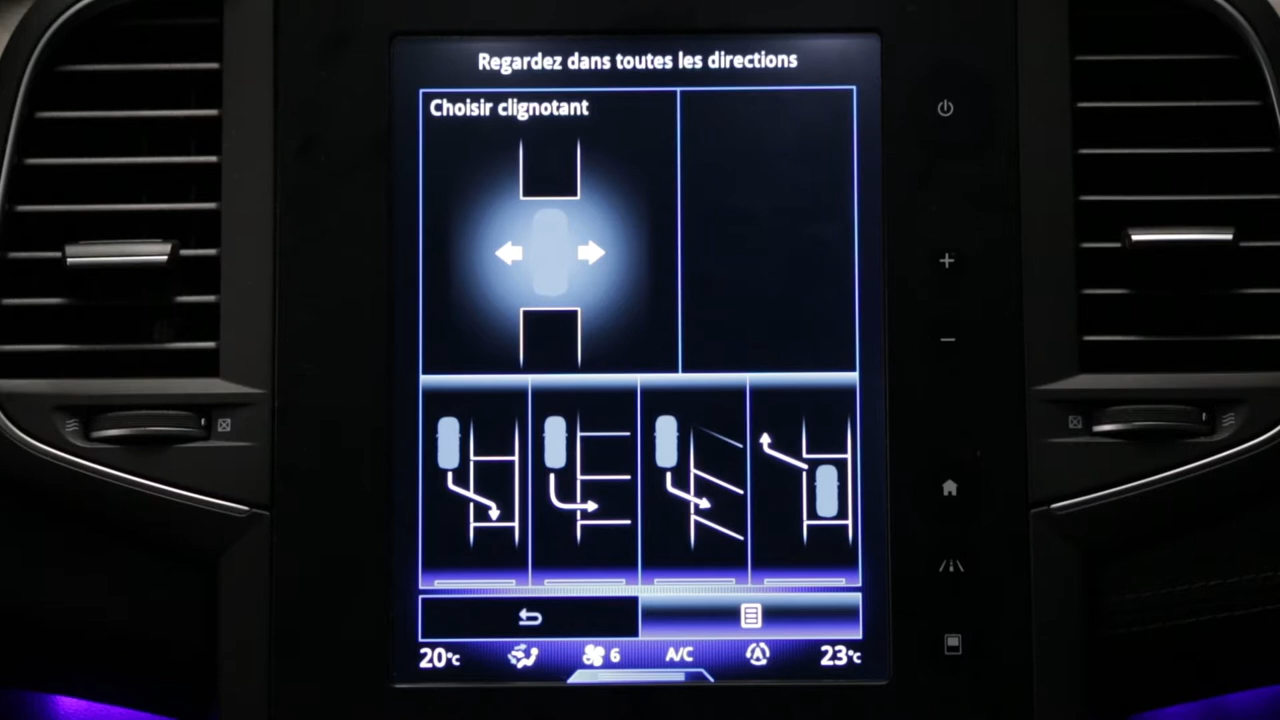 Regardez dans toutes les directions
Choisir clignotant
20°C
6
A/C
23°C